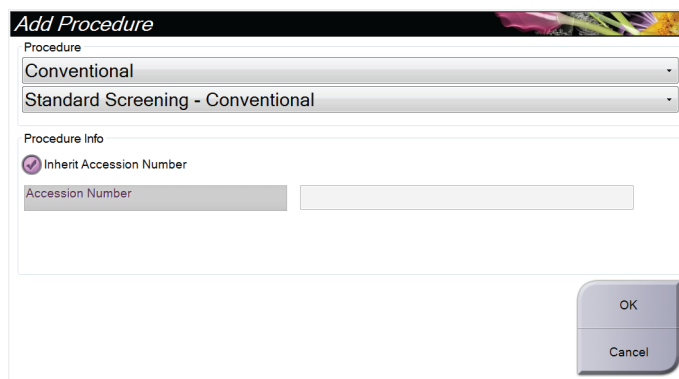 Add Procedure
Procedure
Conventional
Standard Screening - Conventional
Procedure Info
Inherit Accession Number
Accession Number
OK
Cancel